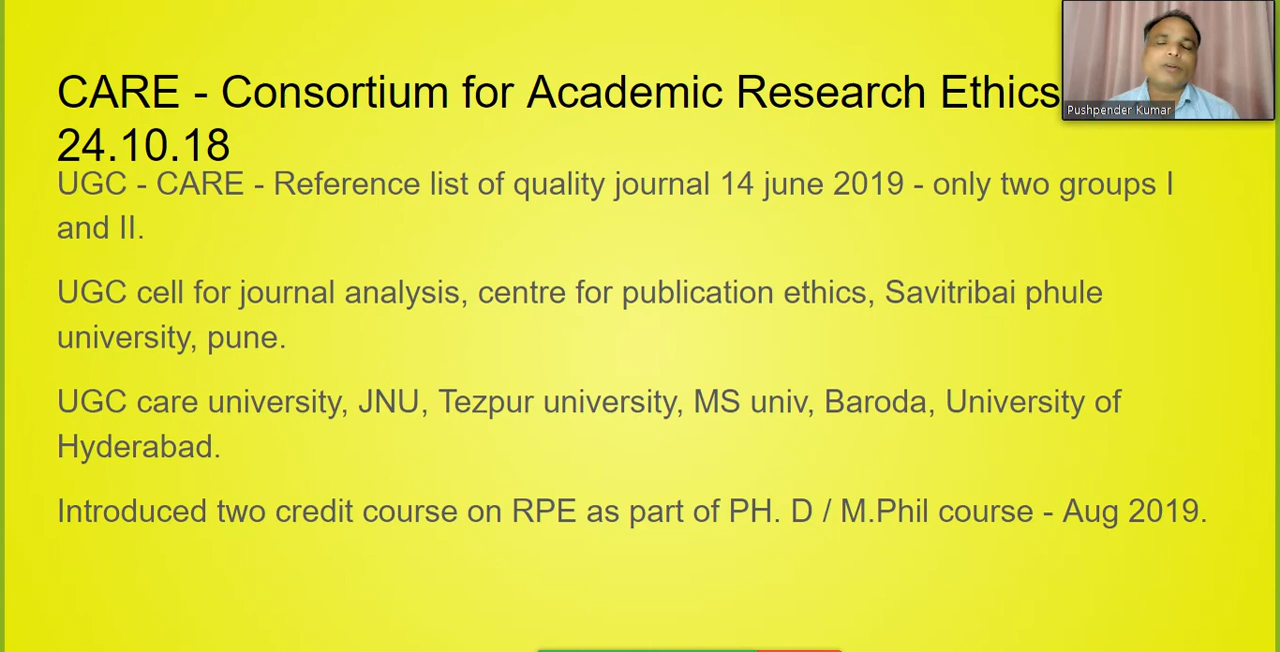 CARE - Consortium for Academic Research Ethics
24.10.18
UGC - CARE - Reference list of quality journal 14 june 2019 - only two groups I
and II.
UGC cell for journal analysis, centre for publication ethics, Savitribai phule
university, pune.
UGC care university, JNU, Tezpur university, MS univ, Baroda, University of
Hyderabad.
Introduced two credit course on RPE as part of PH. D / M.Phil course - Aug 2019.
Pushpender Kumar